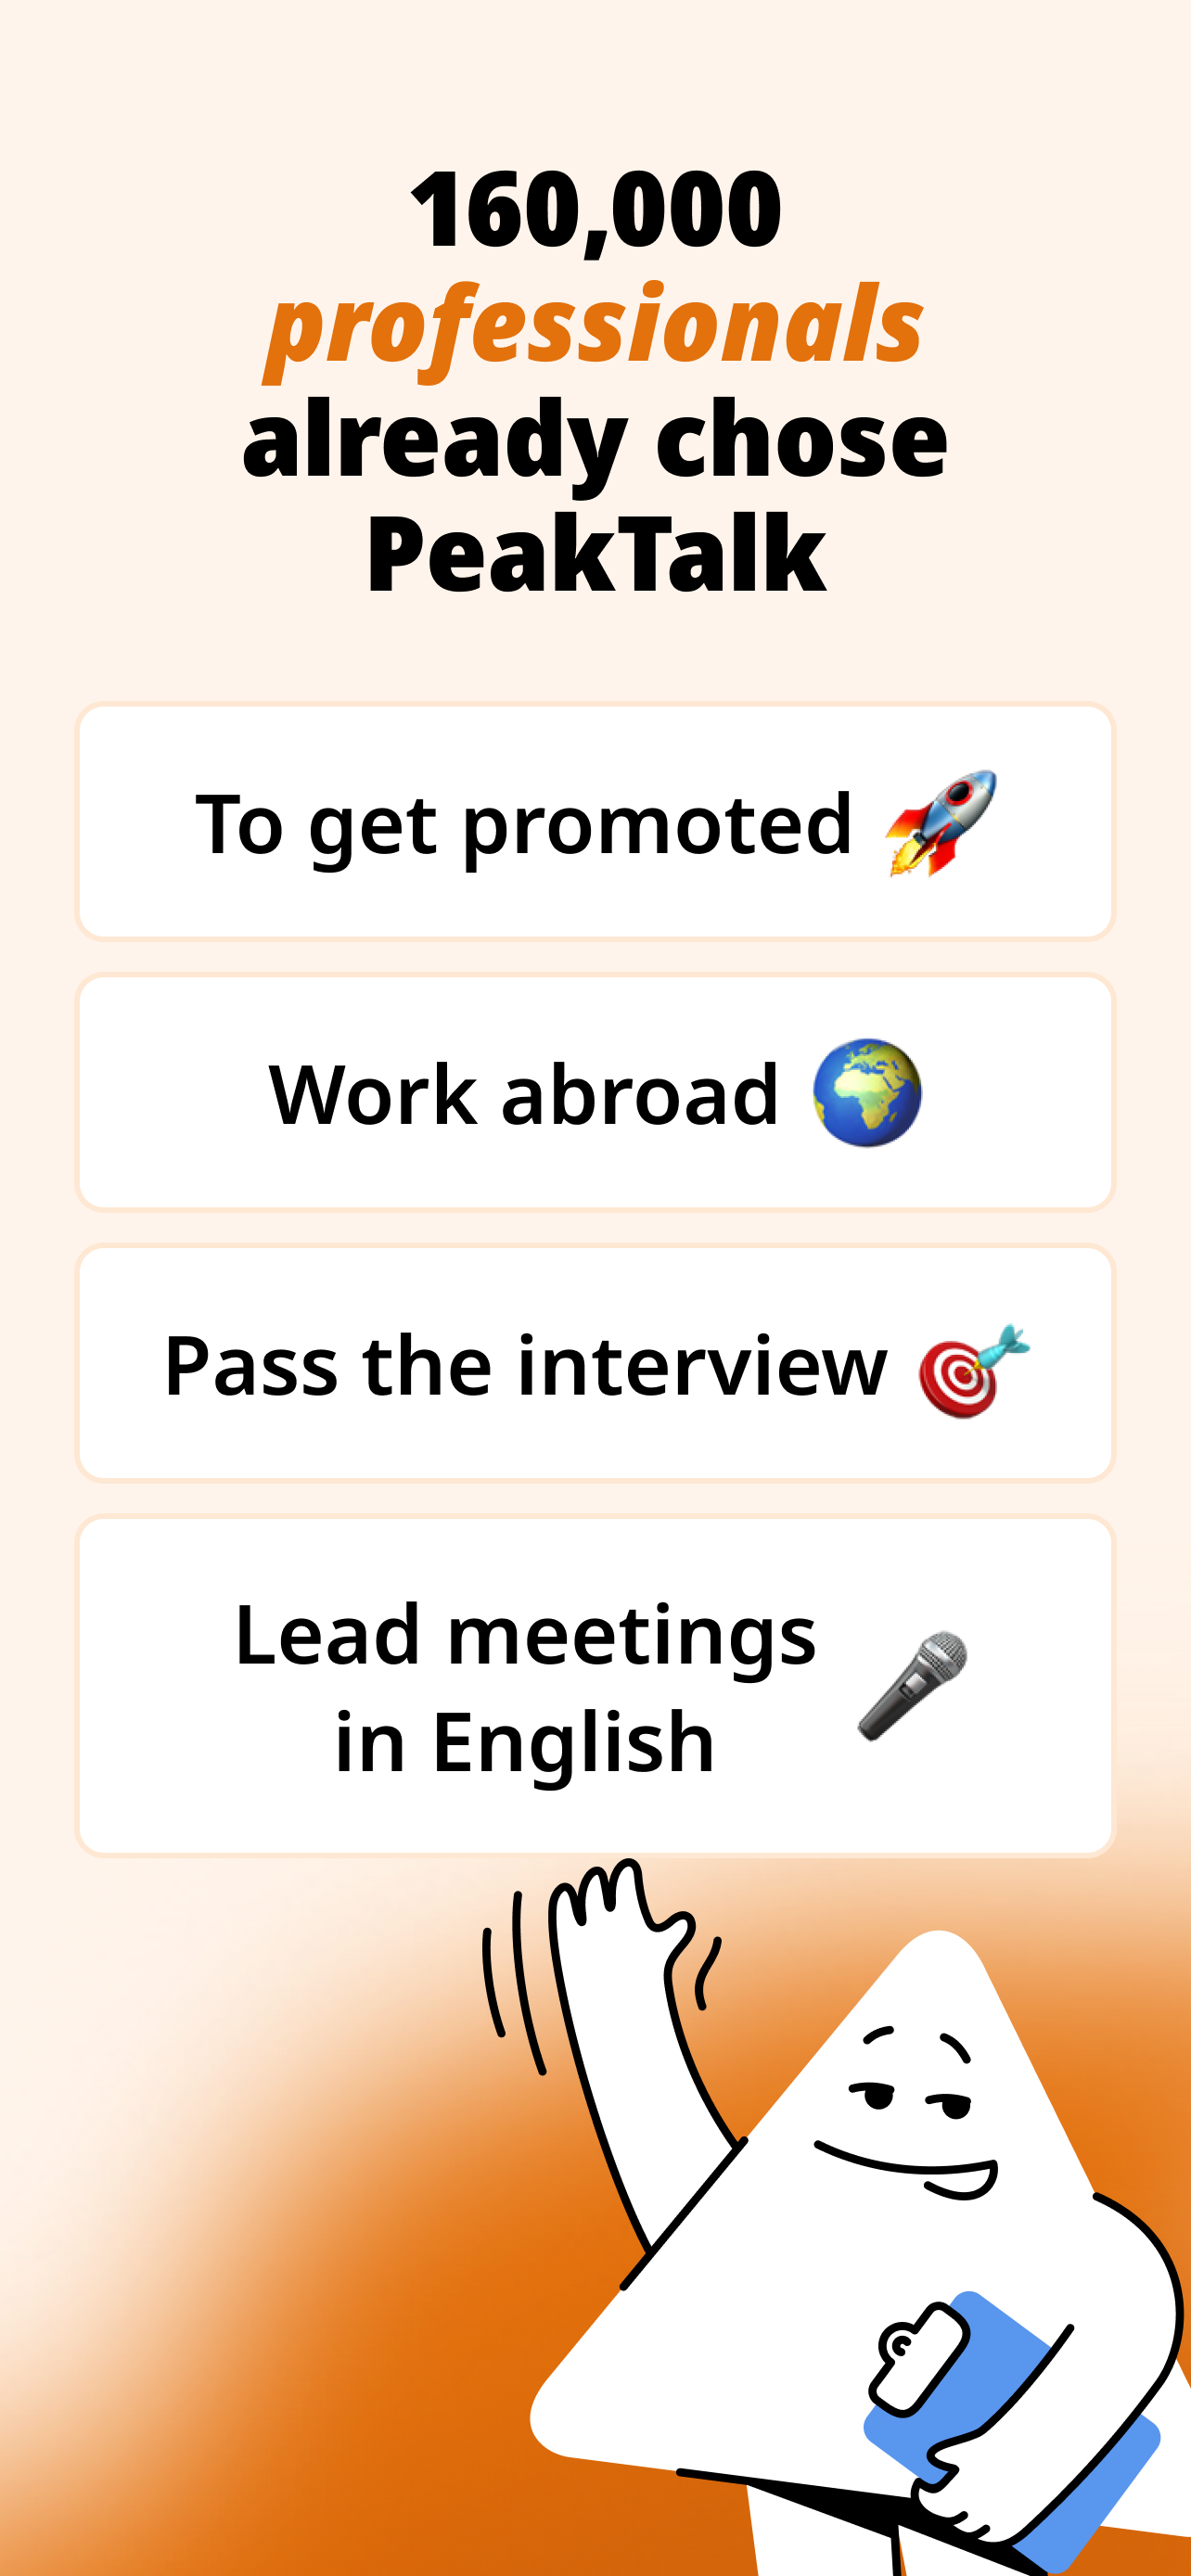 160,000
professionals
already chose
PeakTalk
To get promoted 🚀
Work abroad 🌍
Pass the interview 🎯
Lead meetings
in English 🎤